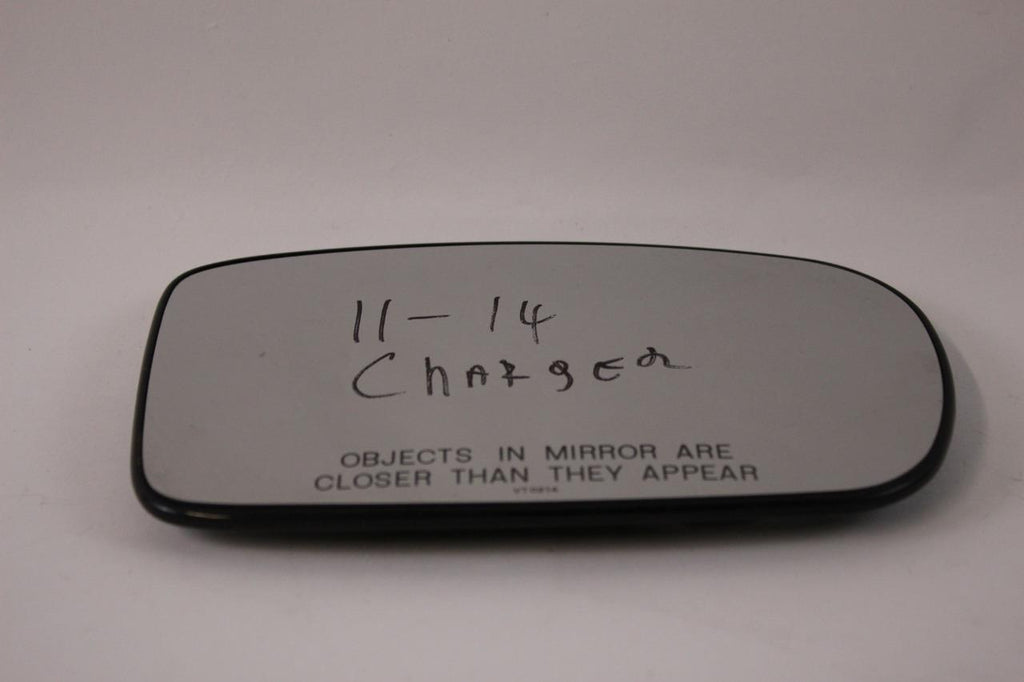 11-14
Charger
OBJECTS IN MIRROR ARE
CLOSER THAN THEY APPEAR